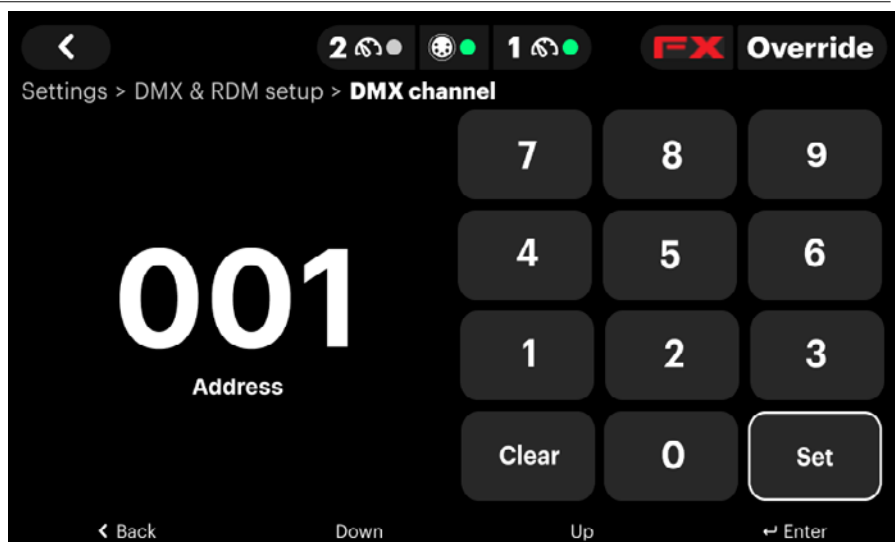 2 1 FX Override
Settings > DMX & RDM setup > DMX channel
7 8 9
4 5 6
001
1 2 3
Address
Clear 0 Set
Back Down Up Enter